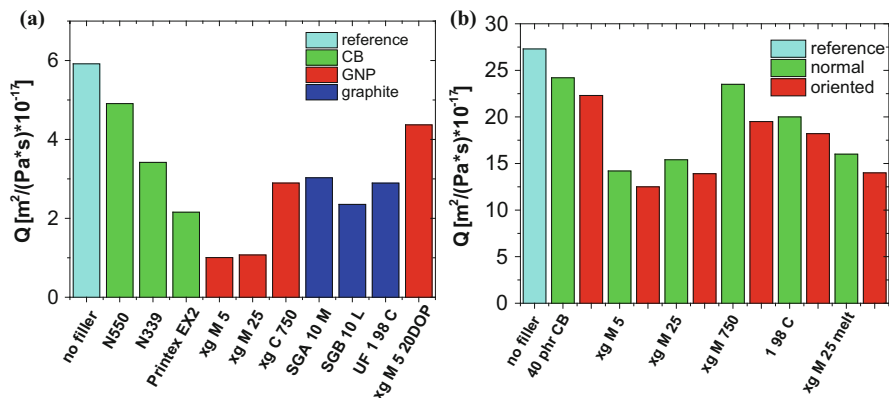 (a)
reference
CB
GNP
graphite
Q [m²/(Pa*s)*10⁻¹⁷]
6
4
2
0
no filler
N550
N339
Printex EX2
xg M 5
xg M 25
xg C 750
SGA 10 M
SGB 10 L
UF 1 98 C
xg M 5 20DOP
(b)
reference
normal
oriented
Q [m²/(Pa*s)*10⁻¹⁷]
30
25
20
15
10
5
0
no filler
40 phr CB
xg M 5
xg M 25
xg M 750
1 98 C
xg M 25 melt